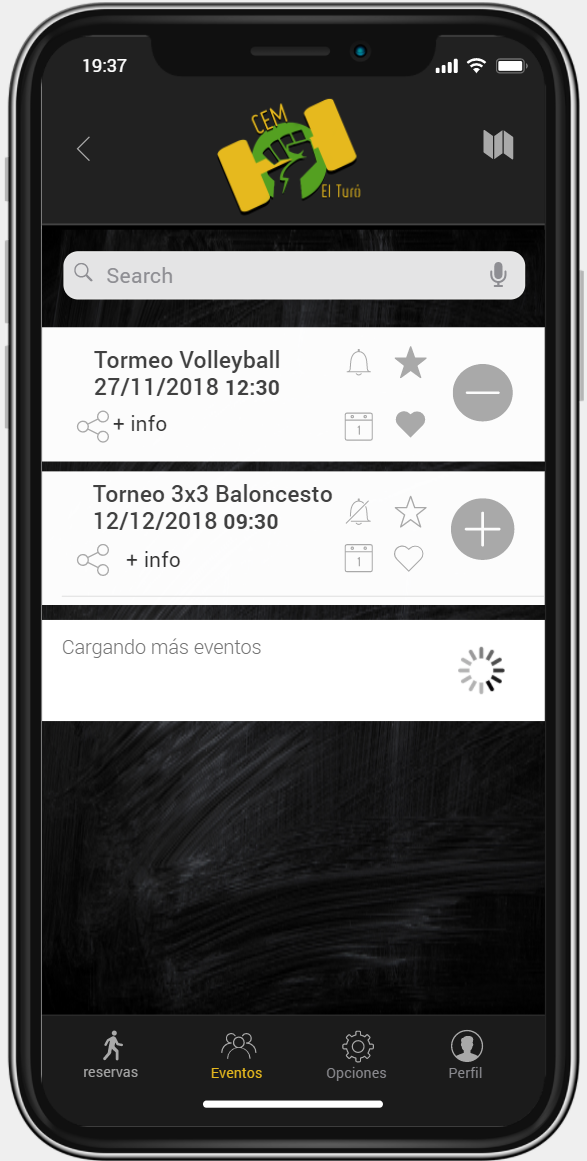 19:37
CEM
El Turó
Search
Tormeo Volleyball
27/11/2018 12:30
+ info
1
Torneo 3x3 Baloncesto
12/12/2018 09:30
+ info
1
Cargando más eventos
reservas
Eventos
Opciones
Perfil